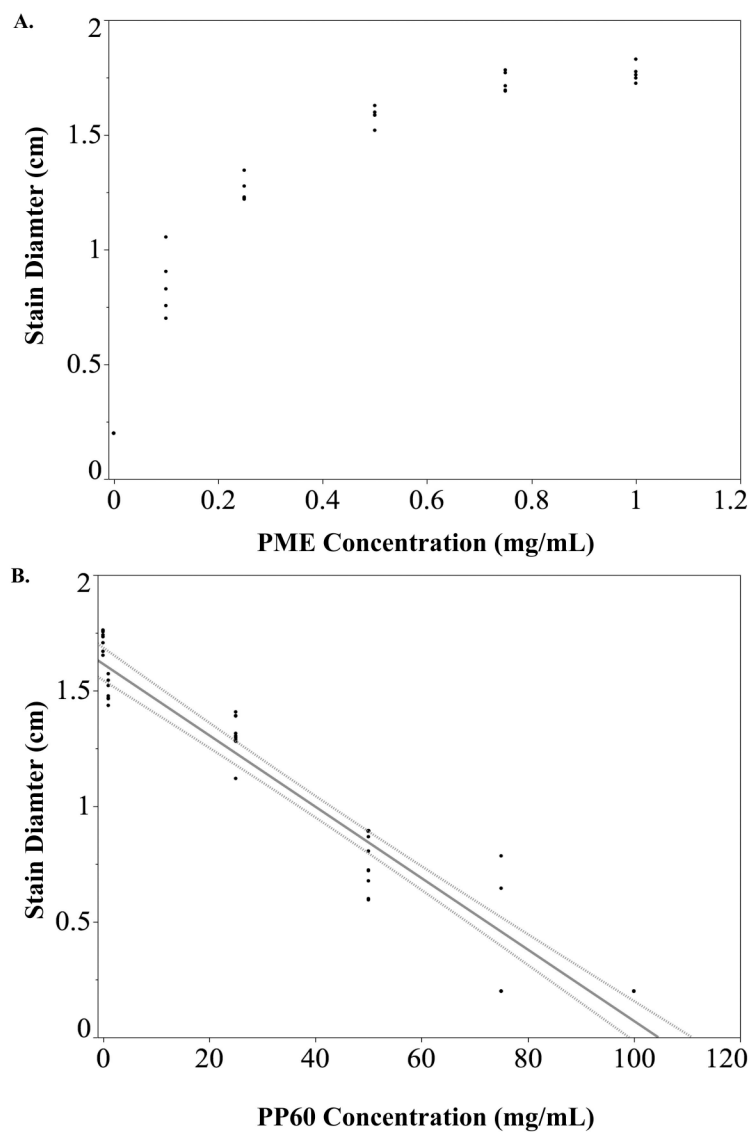 A.
2
1.5
1
0.5
0
Stain Diamter (cm)
0 0.2 0.4 0.6 0.8 1 1.2
PME Concentration (mg/mL)
B.
2
1.5
1
0.5
0
Stain Diamter (cm)
0 20 40 60 80 100 120
PP60 Concentration (mg/mL)